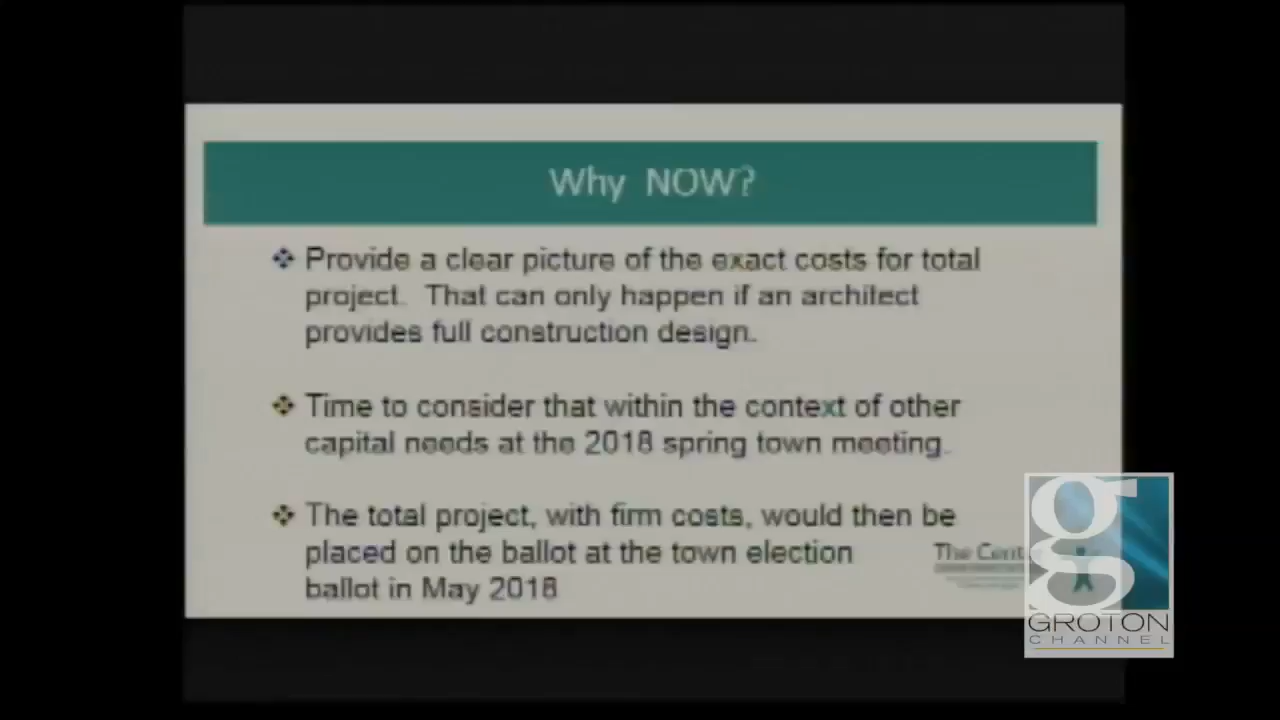 Why NOW?
Provide a clear picture of the exact costs for total
project. That can only happen if an architect
provides full construction design.
Time to consider that within the context of other
capital needs at the 2018 spring town meeting.
The total project, with firm costs, would then be
placed on the ballot at the town election
ballot in May 2018
The
g
GROTON
CHANNEL